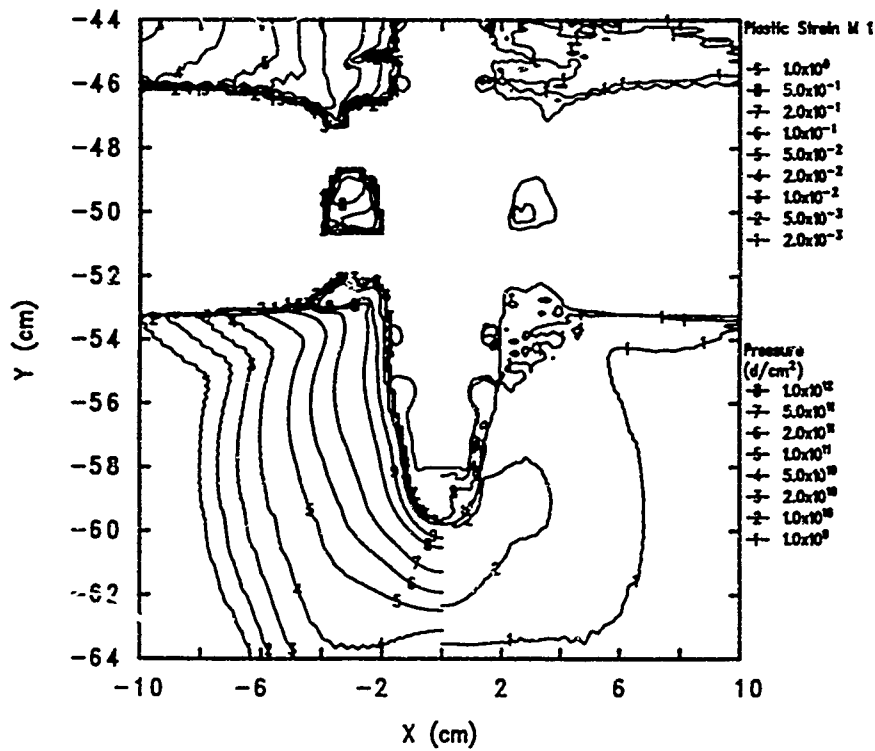 -44
-46
-48
-50
-52
-54
-56
-58
-60
-62
-64
-10
-6
-2
2
6
10
Y (cm)
X (cm)
Plastic Strain M 1
1.0x10⁰
8 5.0x10⁻¹
7 2.0x10⁻¹
6 1.0x10⁻¹
5 5.0x10⁻²
4 2.0x10⁻²
3 1.0x10⁻²
2 5.0x10⁻³
1 2.0x10⁻³
Pressure
(d/cm²)
8 1.0x10¹²
7 5.0x10¹¹
6 2.0x10¹¹
5 1.0x10¹¹
4 5.0x10¹⁰
3 2.0x10¹⁰
2 1.0x10¹⁰
1 1.0x10⁹